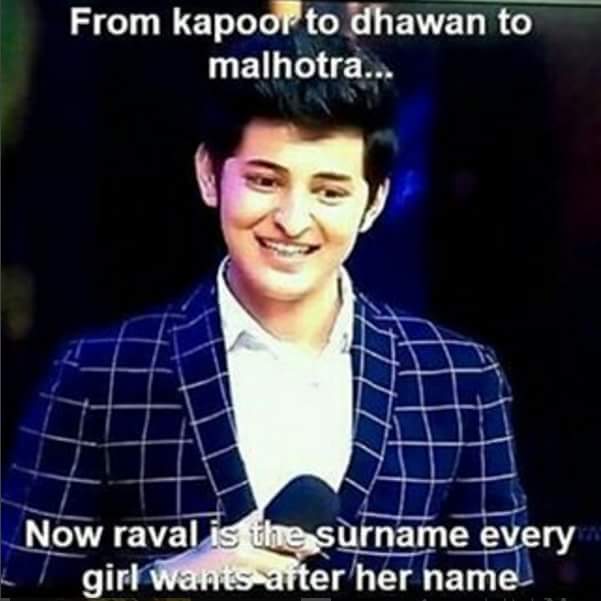 From kapoor to dhawan to
malhotra...
Now raval is the surname every
girl wants after her name